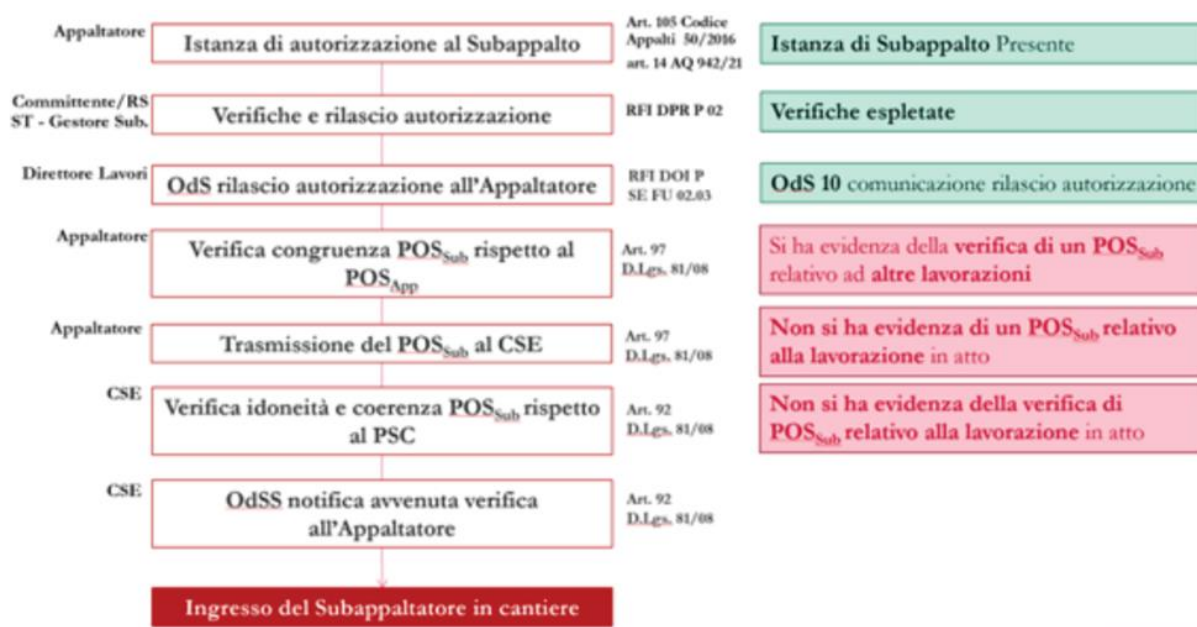 Appaltatore
Istanza di autorizzazione al Subappalto
Art. 105 Codice
Appalti 50/2016
art. 14 AQ 942/21
Istanza di Subappalto Presente
Committente/RS
ST - Gestore Sub.
Verifiche e rilascio autorizzazione
RFI DPR P 02
Verifiche espletate
Direttore Lavori
OdS rilascio autorizzazione all'Appaltatore
RFI DOI P
SE FU 02.03
OdS 10 comunicazione rilascio autorizzazione
Appaltatore
Verifica congruenza POSSub rispetto al
POSApp
Art. 97
D.Lgs. 81/08
Si ha evidenza della verifica di un POSSub
relativo ad altre lavorazioni
Appaltatore
Trasmissione del POSSub al CSE
Art. 97
D.Lgs. 81/08
Non si ha evidenza di un POSSub relativo
alla lavorazione in atto
CSE
Verifica idoneità e coerenza POSSub rispetto
al PSC
Art. 92
D.Lgs. 81/08
Non si ha evidenza della verifica di
POSSub relativo alla lavorazione in atto
CSE
OdSS notifica avvenuta verifica
all'Appaltatore
Art. 92
D.Lgs. 81/08
Ingresso del Subappaltatore in cantiere